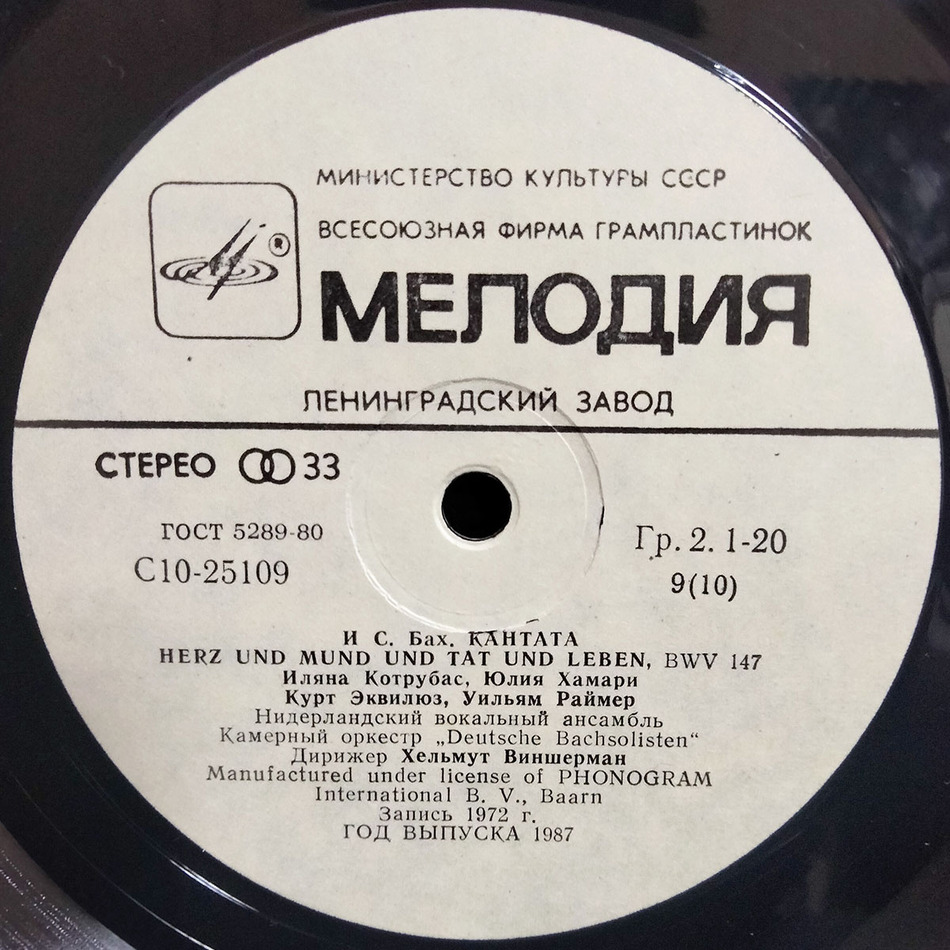 МИНИСТЕРСТВО КУЛЬТУРЫ СССР
ВСЕСОЮЗНАЯ ФИРМА ГРАМПЛАСТИНОК
®
МЕЛОДИЯ
ЛЕНИНГРАДСКИЙ ЗАВОД
СТЕРЕО 33
ГОСТ 5289-80
Гр. 2. 1-20
С10-25109
9(10)
И С. Бах. КАНТАТА
HERZ UND MUND UND TAT UND LEBEN, BWV 147
Иляна Котрубас, Юлия Хамари
Курт Эквилюз, Уильям Раймер
Нидерландский вокальный ансамбль
Камерный оркестр „Deutsche Bachsolisten“
Дирижер Хельмут Виншерман
Manufactured under license of PHONOGRAM
International B. V., Baarn
Запись 1972 г.
ГОД ВЫПУСКА 1987